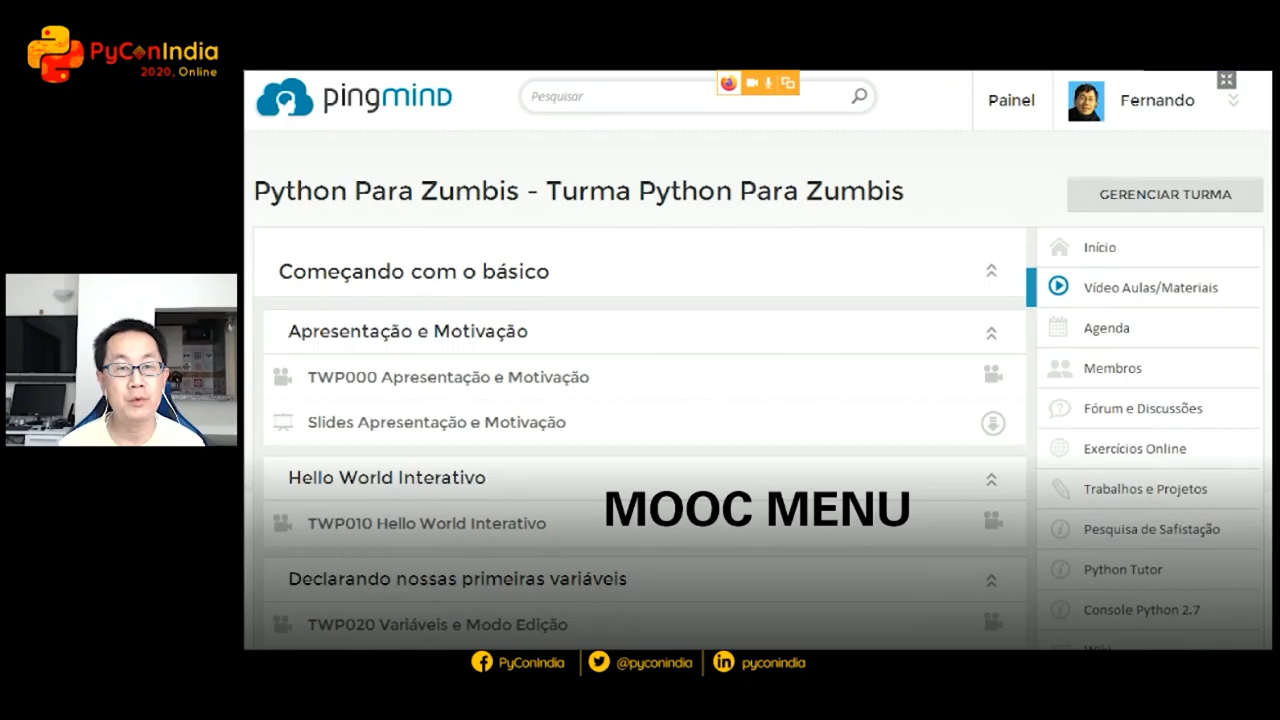 PyConIndia
2020, Online
pingmind
Pesquisar
Painel
Fernando
Python Para Zumbis - Turma Python Para Zumbis
GERENCIAR TURMA
Começando com o básico
Apresentação e Motivação
TWP000 Apresentação e Motivação
Slides Apresentação e Motivação
Hello World Interativo
TWP010 Hello World Interativo
Declarando nossas primeiras variáveis
TWP020 Variáveis e Modo Edição
Início
Vídeo Aulas/Materiais
Agenda
Membros
Fórum e Discussões
Exercícios Online
Trabalhos e Projetos
Pesquisa de Safistação
Python Tutor
Console Python 2.7
MOOC MENU
PyConIndia
@pyconindia
pyconindia